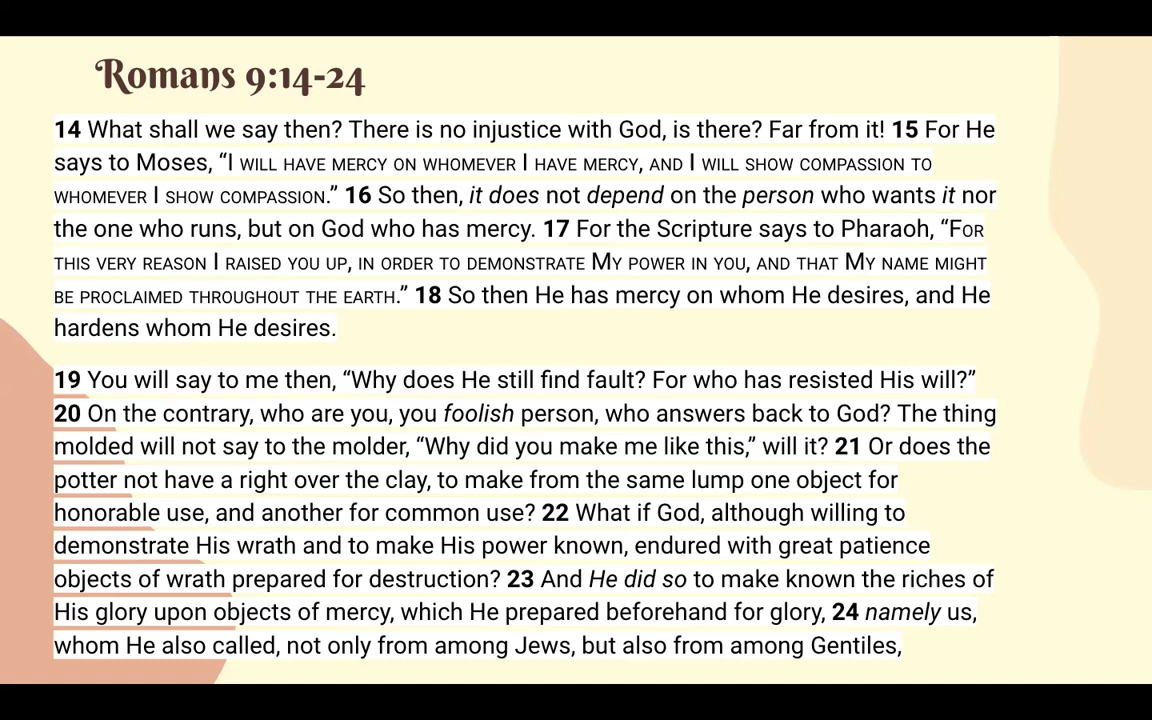 Romans 9:14-24
14 What shall we say then? There is no injustice with God, is there? Far from it! 15 For He
says to Moses, “I WILL HAVE MERCY ON WHOMEVER I HAVE MERCY, AND I WILL SHOW COMPASSION TO
WHOMEVER I SHOW COMPASSION.” 16 So then, it does not depend on the person who wants it nor
the one who runs, but on God who has mercy. 17 For the Scripture says to Pharaoh, “FOR
THIS VERY REASON I RAISED YOU UP, IN ORDER TO DEMONSTRATE MY POWER IN YOU, AND THAT MY NAME MIGHT
BE PROCLAIMED THROUGHOUT THE EARTH.” 18 So then He has mercy on whom He desires, and He
hardens whom He desires.
19 You will say to me then, “Why does He still find fault? For who has resisted His will?”
20 On the contrary, who are you, you foolish person, who answers back to God? The thing
molded will not say to the molder, “Why did you make me like this,” will it? 21 Or does the
potter not have a right over the clay, to make from the same lump one object for
honorable use, and another for common use? 22 What if God, although willing to
demonstrate His wrath and to make His power known, endured with great patience
objects of wrath prepared for destruction? 23 And He did so to make known the riches of
His glory upon objects of mercy, which He prepared beforehand for glory, 24 namely us,
whom He also called, not only from among Jews, but also from among Gentiles,